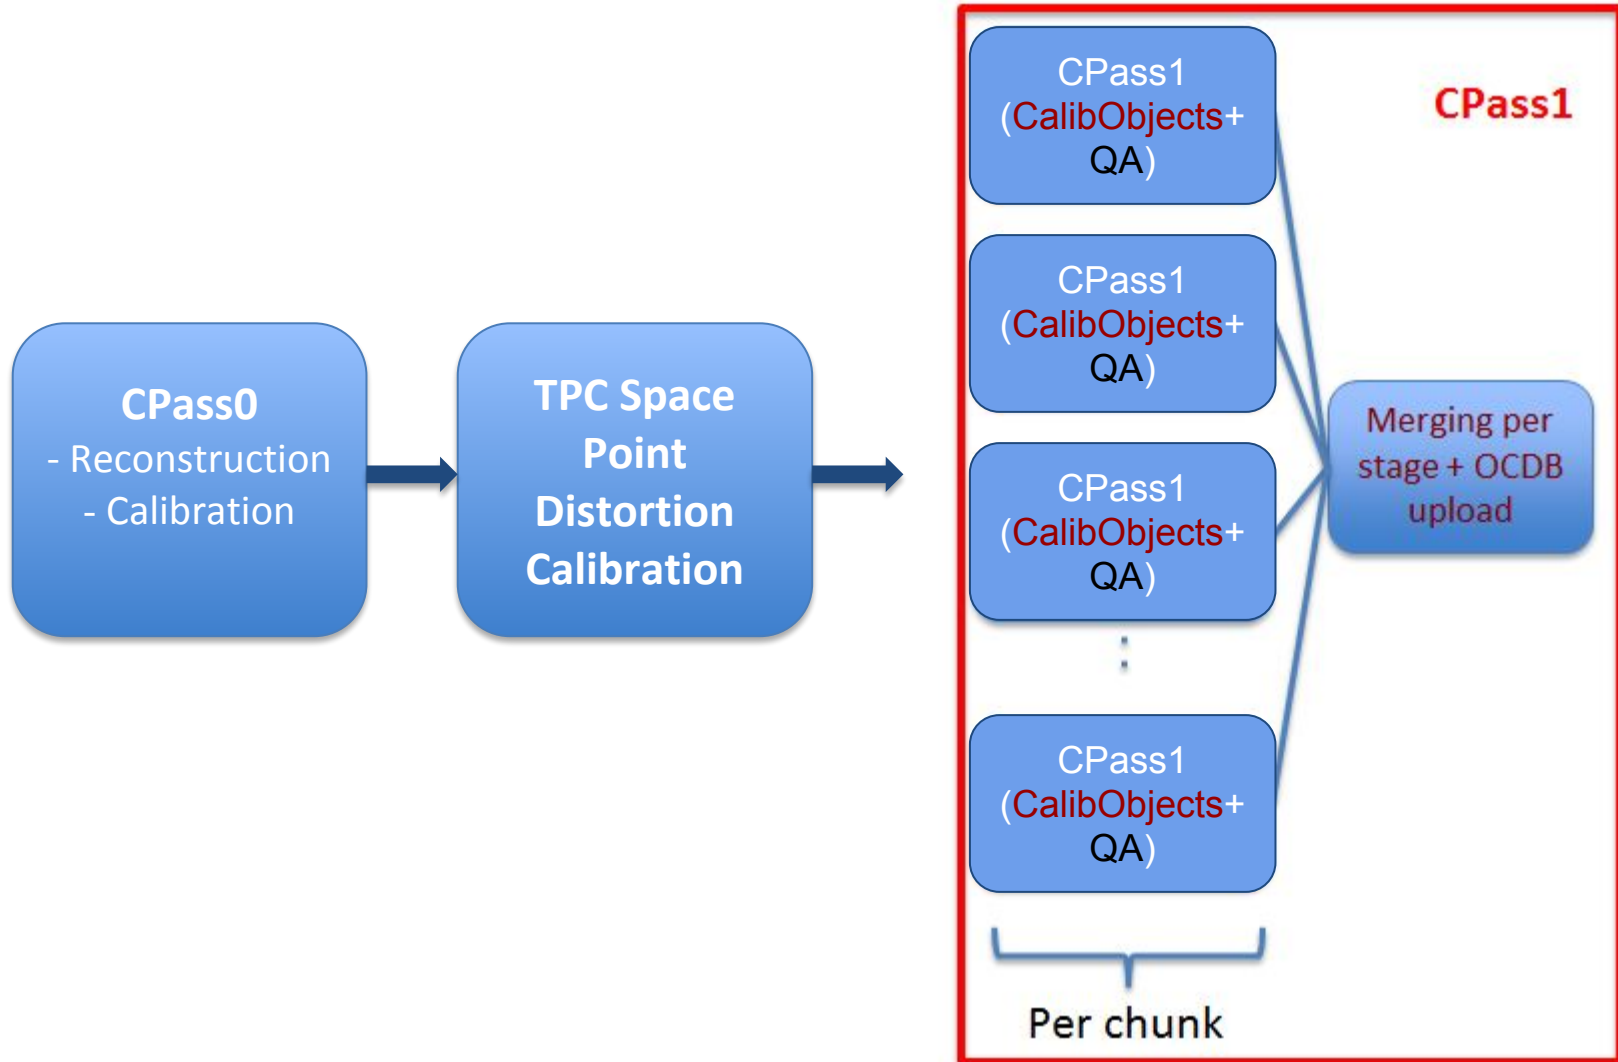 CPass0
- Reconstruction
- Calibration
TPC Space
Point
Distortion
Calibration
CPass1
CPass1
(CalibObjects+
QA)
CPass1
(CalibObjects+
QA)
CPass1
(CalibObjects+
QA)
CPass1
(CalibObjects+
QA)
Merging per
stage + OCDB
upload
Per chunk